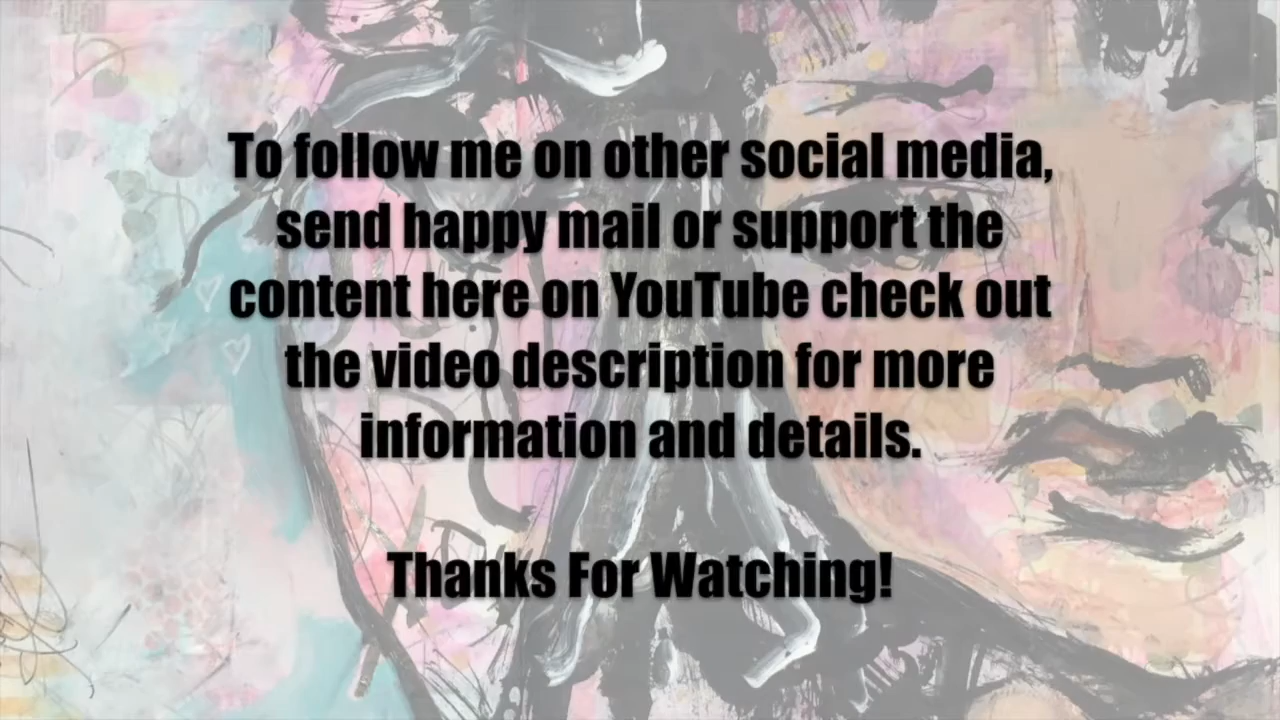 To follow me on other social media,
send happy mail or support the
content here on YouTube check out
the video description for more
information and details.
Thanks For Watching!